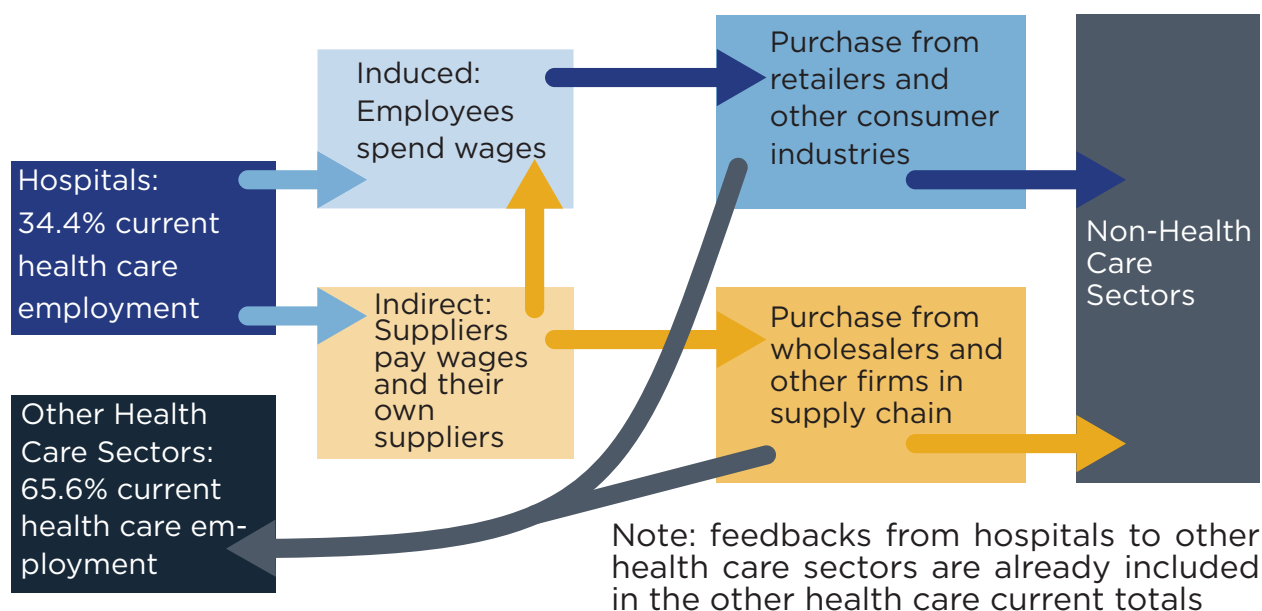 Hospitals:
34.4% current
health care
employment
Other Health
Care Sectors:
65.6% current
health care em-
ployment
Induced:
Employees
spend wages
Indirect:
Suppliers
pay wages
and their
own
suppliers
Purchase from
retailers and
other consumer
industries
Purchase from
wholesalers and
other firms in
supply chain
Non-Health
Care
Sectors
Note: feedbacks from hospitals to other
health care sectors are already included
in the other health care current totals